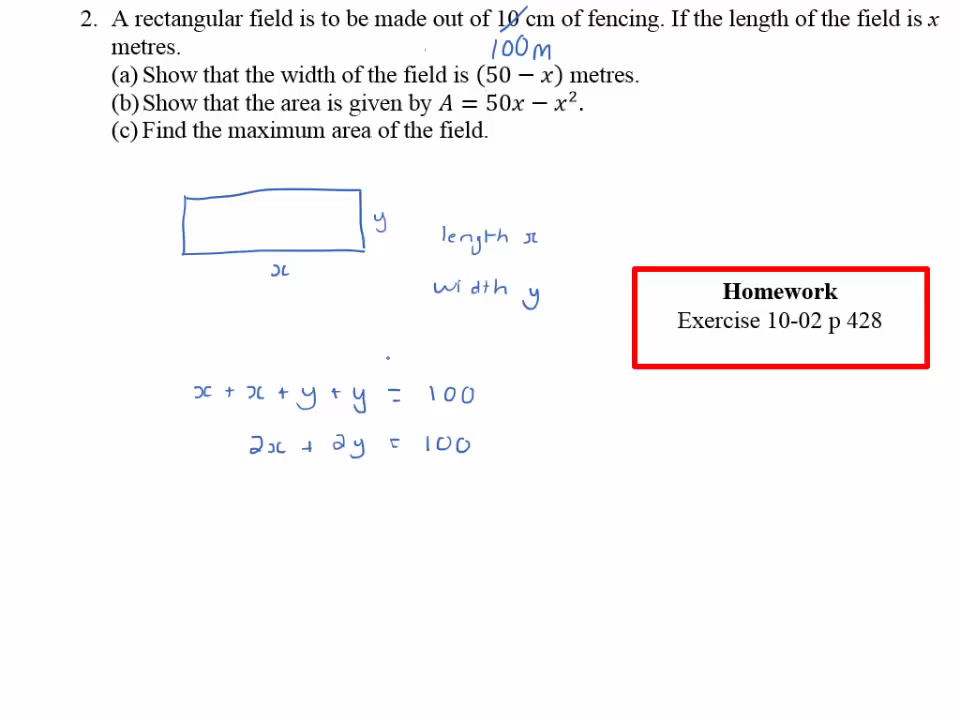 2. A rectangular field is to be made out of 10 cm of fencing. If the length of the field is x
metres.
100m
(a) Show that the width of the field is (50 − x) metres.
(b) Show that the area is given by A = 50x − x².
(c) Find the maximum area of the field.
y
length x
x
width y
Homework
Exercise 10-02 p 428
x + x + y + y = 100
2x + 2y = 100